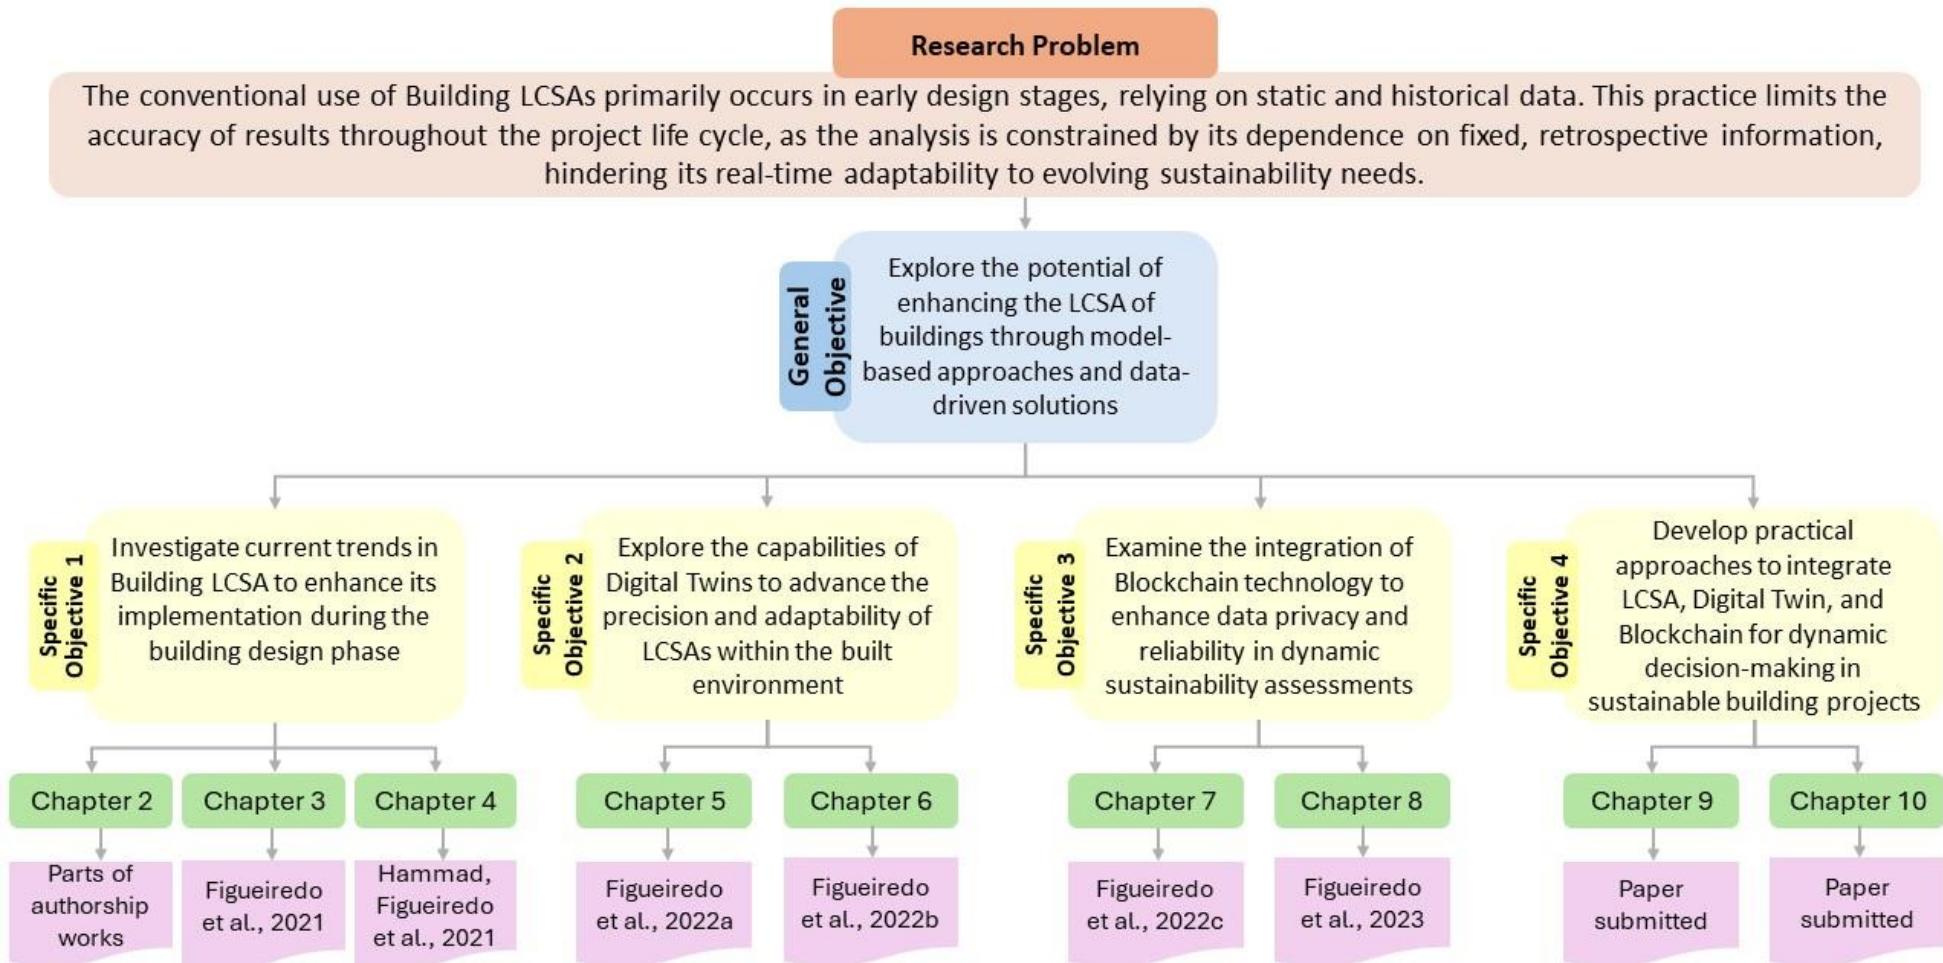 Research Problem
The conventional use of Building LCSAs primarily occurs in early design stages, relying on static and historical data. This practice limits the
accuracy of results throughout the project life cycle, as the analysis is constrained by its dependence on fixed, retrospective information,
hindering its real-time adaptability to evolving sustainability needs.
General
Objective
Explore the potential of
enhancing the LCSA of
buildings through model-
based approaches and data-
driven solutions
Specific
Objective 1
Investigate current trends in
Building LCSA to enhance its
implementation during the
building design phase
Specific
Objective 2
Explore the capabilities of
Digital Twins to advance the
precision and adaptability of
LCSAs within the built
environment
Specific
Objective 3
Examine the integration of
Blockchain technology to
enhance data privacy and
reliability in dynamic
sustainability assessments
Specific
Objective 4
Develop practical
approaches to integrate
LCSA, Digital Twin, and
Blockchain for dynamic
decision-making in
sustainable building projects
Chapter 2
Chapter 3
Chapter 4
Chapter 5
Chapter 6
Chapter 7
Chapter 8
Chapter 9
Chapter 10
Parts of
authorship
works
Figueiredo
et al., 2021
Hammad,
Figueiredo
et al., 2021
Figueiredo
et al., 2022a
Figueiredo
et al., 2022b
Figueiredo
et al., 2022c
Figueiredo
et al., 2023
Paper
submitted
Paper
submitted